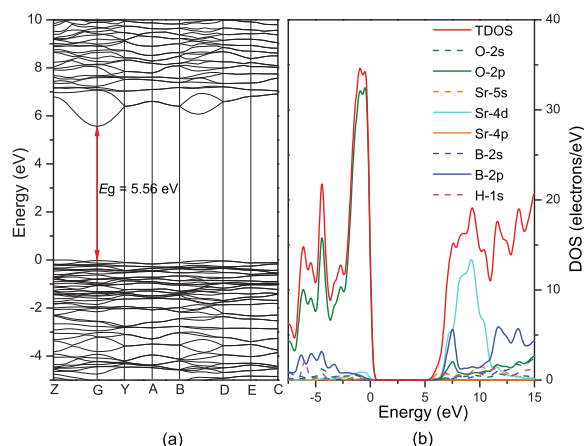 10
8
6
4
2
0
-2
-4
Energy (eV)
Eg = 5.56 eV
Z G Y A B D E C
(a)
TDOS
O-2s
O-2p
Sr-5s
Sr-4d
Sr-4p
B-2s
B-2p
H-1s
40
30
20
10
0
DOS (electrons/eV)
-5 0 5 10 15
Energy (eV)
(b)